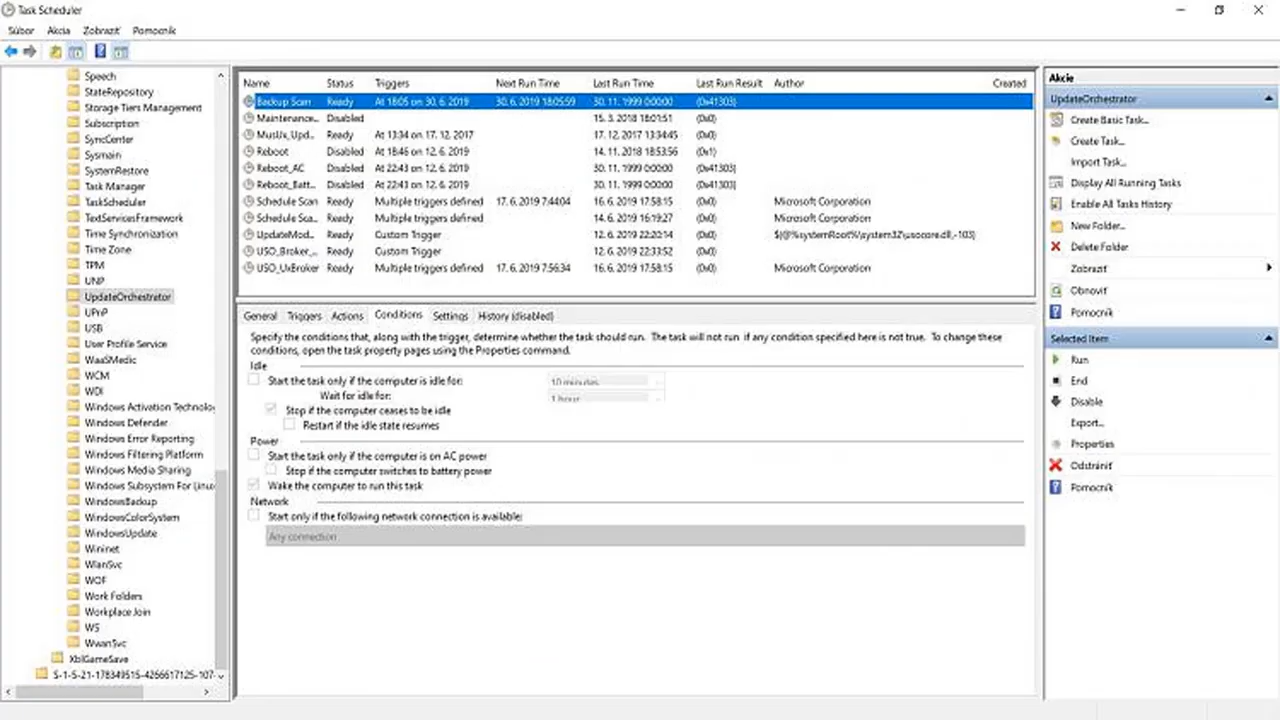 Task Scheduler
Súbor Akcia Zobraziť Pomocník
Speech
StateRepository
Storage Tiers Management
Subscription
SyncCenter
Sysmain
SystemRestore
Task Manager
TaskScheduler
TextServicesFramework
Time Synchronization
Time Zone
TPM
UNP
UpdateOrchestrator
UPnP
USB
User Profile Service
WaaSMedic
WCM
WDI
Windows Activation Technolo
Windows Defender
Windows Error Reporting
Windows Filtering Platform
Windows Media Sharing
Windows Subsystem For Linux
WindowsBackup
WindowsColorSystem
WindowsUpdate
Wininet
WlanSvc
WOF
Work Folders
Workplace Join
WS
WwanSvc
XblGameSave
S-1-5-21-178349515-4266617125-107
Name Status Triggers Next Run Time Last Run Time Last Run Result Author Created
Backup Scan Ready At 18:05 on 30. 6. 2019 30. 6. 2019 18:05:59 30. 11. 1999 0:00:00 (0x41303)
Maintenance... Disabled 15. 3. 2018 18:01:51 (0x0)
MusUx_Upd... Ready At 13:34 on 17. 12. 2017 17. 12. 2017 13:34:45 (0x0)
Reboot Disabled At 18:46 on 12. 6. 2019 14. 11. 2018 18:53:56 (0x1)
Reboot_AC Disabled At 22:43 on 12. 6. 2019 30. 11. 1999 0:00:00 (0x41303)
Reboot_Batt... Disabled At 22:43 on 12. 6. 2019 30. 11. 1999 0:00:00 (0x41303)
Schedule Scan Ready Multiple triggers defined 17. 6. 2019 7:44:04 16. 6. 2019 17:58:15 (0x0) Microsoft Corporation
Schedule Sca... Ready Multiple triggers defined 14. 6. 2019 16:19:27 (0x0) Microsoft Corporation
UpdateMod... Ready Custom Trigger 12. 6. 2019 22:20:14 (0x0) $(@%systemRoot%\system32\usocore.dll,-103)
USO_Broker_... Ready Custom Trigger 12. 6. 2019 22:33:52 (0x0)
USO_UxBroker Ready Multiple triggers defined 17. 6. 2019 7:56:34 16. 6. 2019 17:58:15 (0x0) Microsoft Corporation
General Triggers Actions Conditions Settings History (disabled)
Specify the conditions that, along with the trigger, determine whether the task should run. The task will not run if any condition specified here is not true. To change these
conditions, open the task property pages using the Properties command.
Idle
Start the task only if the computer is idle for: 10 minutes
Wait for idle for: 1 hour
Stop if the computer ceases to be idle
Restart if the idle state resumes
Power
Start the task only if the computer is on AC power
Stop if the computer switches to battery power
Wake the computer to run this task
Network
Start only if the following network connection is available:
Any connection
Akcie
UpdateOrchestrator
Create Basic Task...
Create Task...
Import Task...
Display All Running Tasks
Enable All Tasks History
New Folder...
Delete Folder
Zobraziť
Obnoviť
Pomocník
Selected Item
Run
End
Disable
Export...
Properties
Odstrániť
Pomocník